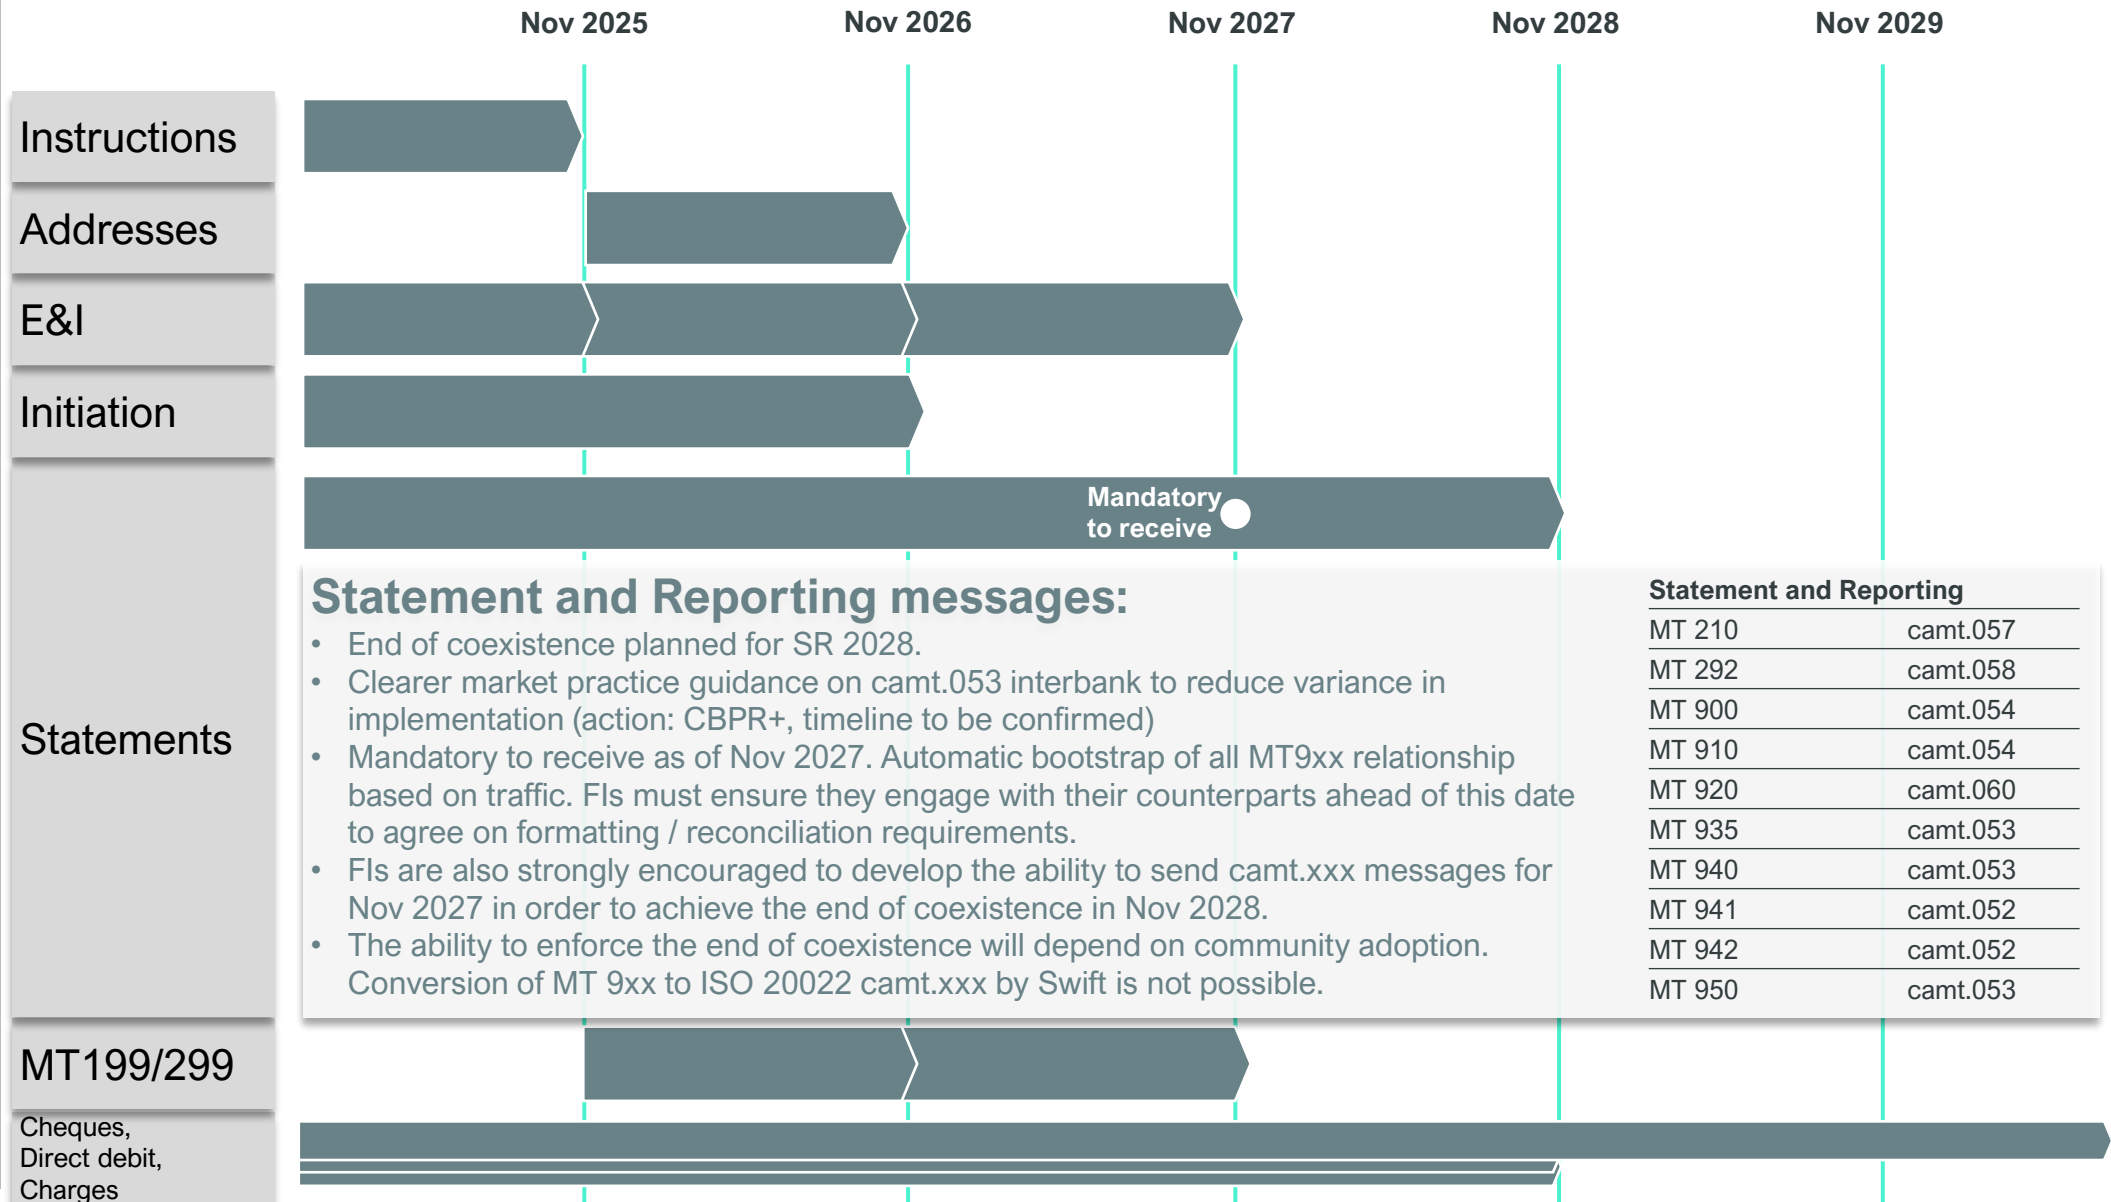 Nov 2025 Nov 2026 Nov 2027 Nov 2028 Nov 2029
Instructions
Addresses
E&I
Initiation
Mandatory
to receive
Statements
Statement and Reporting messages:
• End of coexistence planned for SR 2028.
• Clearer market practice guidance on camt.053 interbank to reduce variance in
implementation (action: CBPR+, timeline to be confirmed)
• Mandatory to receive as of Nov 2027. Automatic bootstrap of all MT9xx relationship
based on traffic. FIs must ensure they engage with their counterparts ahead of this date
to agree on formatting / reconciliation requirements.
• FIs are also strongly encouraged to develop the ability to send camt.xxx messages for
Nov 2027 in order to achieve the end of coexistence in Nov 2028.
• The ability to enforce the end of coexistence will depend on community adoption.
Conversion of MT 9xx to ISO 20022 camt.xxx by Swift is not possible.
Statement and Reporting
MT 210 camt.057
MT 292 camt.058
MT 900 camt.054
MT 910 camt.054
MT 920 camt.060
MT 935 camt.053
MT 940 camt.053
MT 941 camt.052
MT 942 camt.052
MT 950 camt.053
MT199/299
Cheques,
Direct debit,
Charges